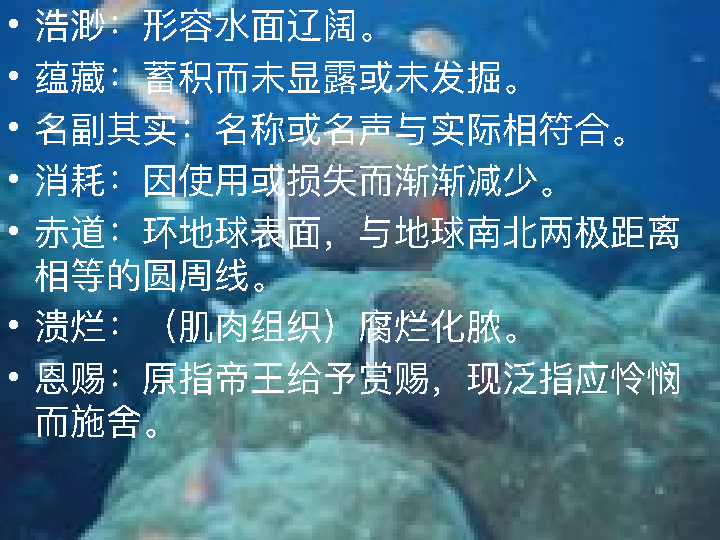 • 浩渺：形容水面辽阔。
• 蕴藏：蓄积而未显露或未发掘。
• 名副其实：名称或名声与实际相符合。
• 消耗：因使用或损失而渐渐减少。
• 赤道：环地球表面，与地球南北两极距离
相等的圆周线。
• 溃烂：（肌肉组织）腐烂化脓。
• 恩赐：原指帝王给予赏赐，现泛指应怜悯
而施舍。